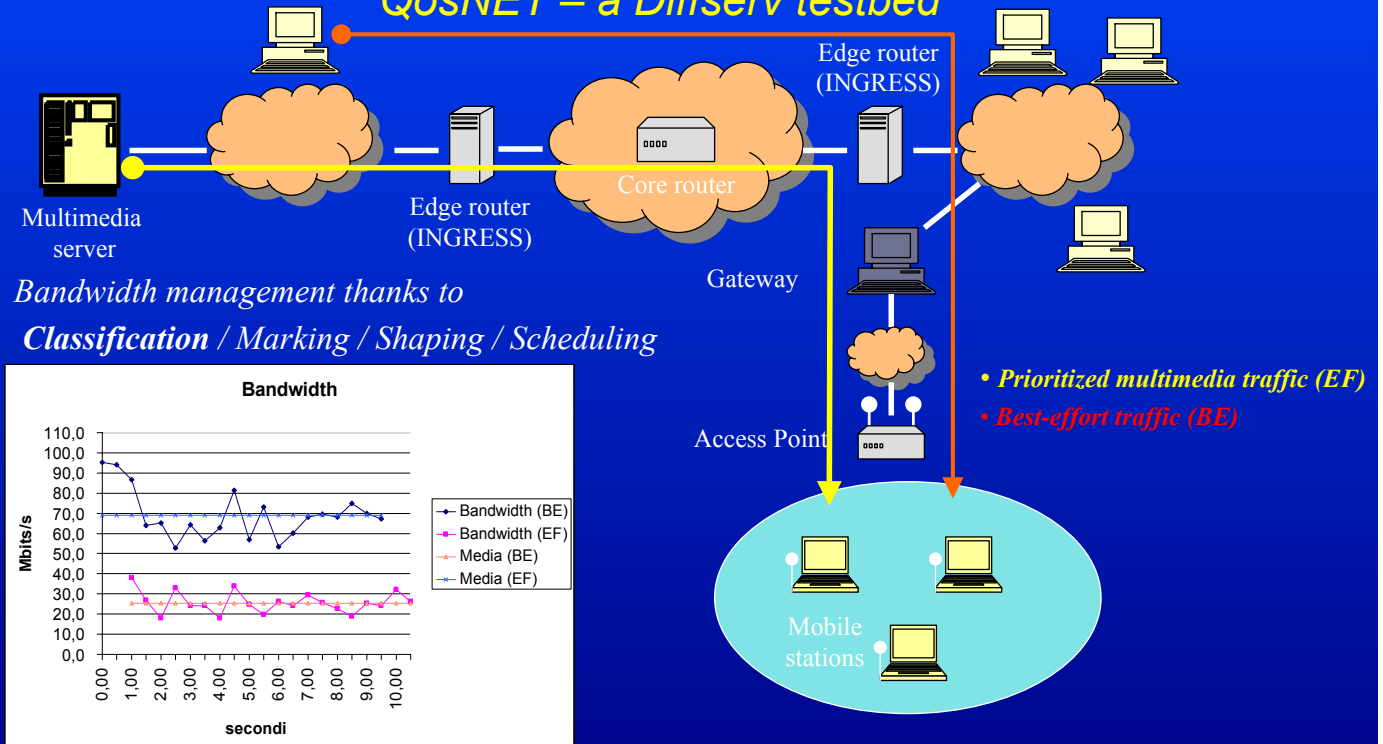 QosNET – a Diffserv testbed
Edge router
(INGRESS)
Core router
Multimedia
server
Edge router
(INGRESS)
Gateway
Bandwidth management thanks to
Classification / Marking / Shaping / Scheduling
• Prioritized multimedia traffic (EF)
• Best-effort traffic (BE)
Access Point
Mobile
stations
Bandwidth
110,0
100,0
90,0
80,0
70,0
60,0
50,0
40,0
30,0
20,0
10,0
0,0
Mbits/s
0,00
1,00
2,00
3,00
4,00
5,00
6,00
7,00
8,00
9,00
10,00
secondi
Bandwidth (BE)
Bandwidth (EF)
Media (BE)
Media (EF)